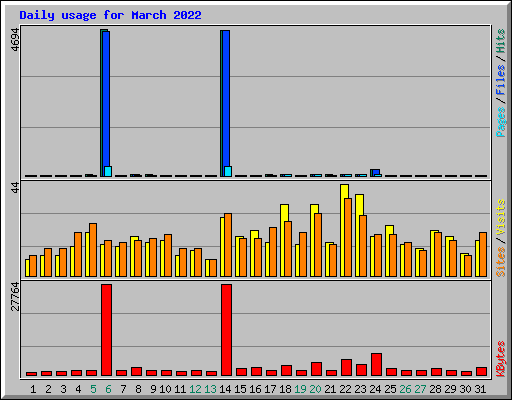 Daily usage for March 2022
4694
Pages / Files / Hits
44
Sites / Visits
27764
KBytes
1 2 3 4 5 6 7 8 9 10 11 12 13 14 15 16 17 18 19 20 21 22 23 24 25 26 27 28 29 30 31